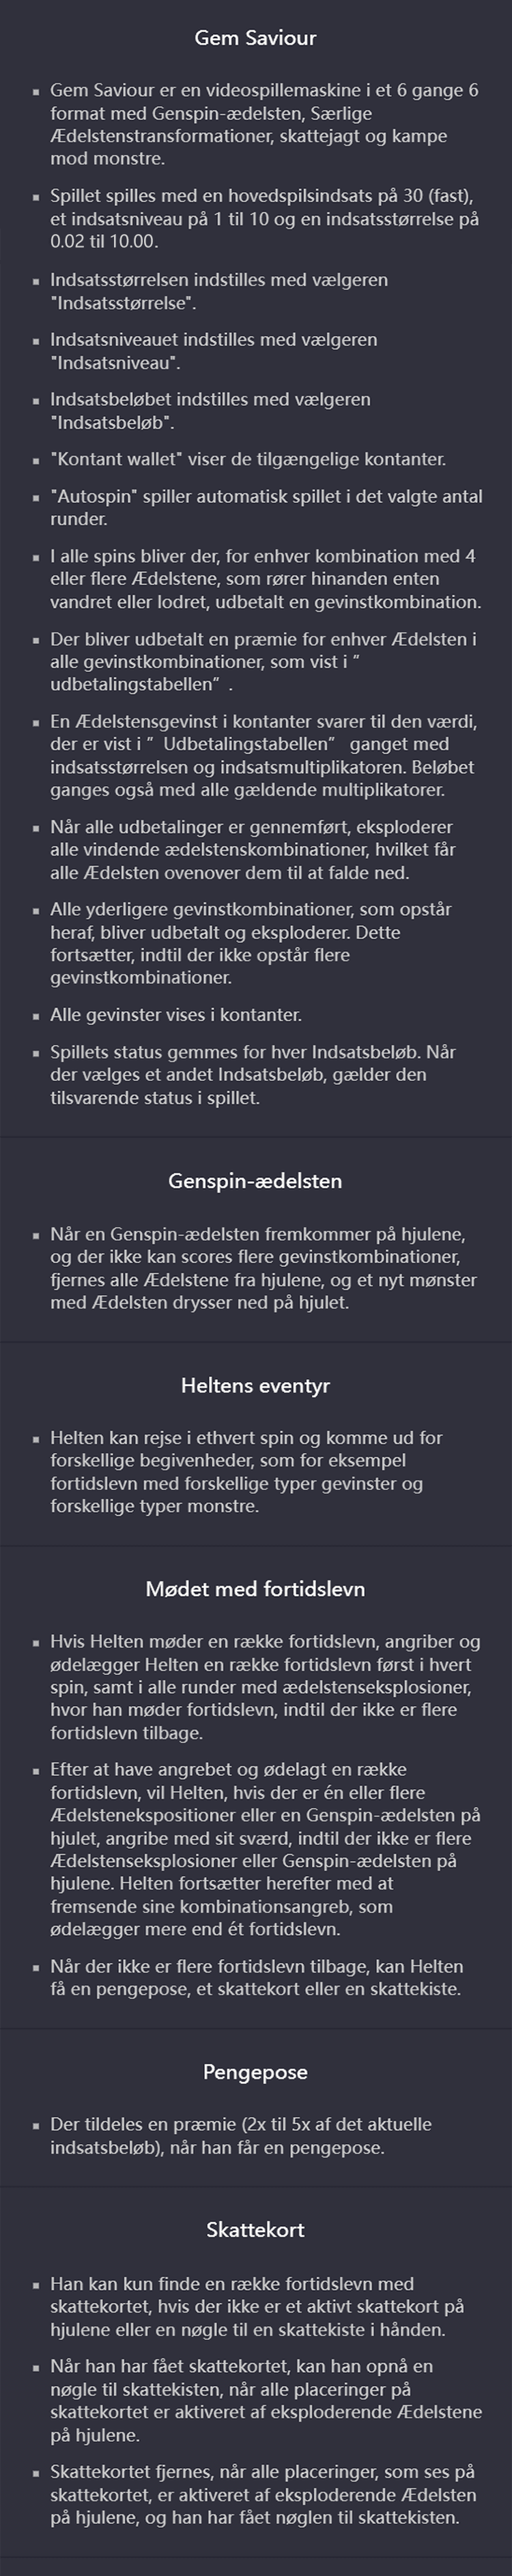 Gem Saviour
▪ Gem Saviour er en videospillemaskine i et 6 gange 6
format med Genspin-ædelsten, Særlige
Ædelstenstransformationer, skattejagt og kampe
mod monstre.
▪ Spillet spilles med en hovedspilsindsats på 30 (fast),
et indsatsniveau på 1 til 10 og en indsatsstørrelse på
0.02 til 10.00.
▪ Indsatsstørrelsen indstilles med vælgeren
"Indsatsstørrelse".
▪ Indsatsniveauet indstilles med vælgeren
"Indsatsniveau".
▪ Indsatsbeløbet indstilles med vælgeren
"Indsatsbeløb".
▪ "Kontant wallet" viser de tilgængelige kontanter.
▪ "Autospin" spiller automatisk spillet i det valgte antal
runder.
▪ I alle spins bliver der, for enhver kombination med 4
eller flere Ædelstene, som rører hinanden enten
vandret eller lodret, udbetalt en gevinstkombination.
▪ Der bliver udbetalt en præmie for enhver Ædelsten i
alle gevinstkombinationer, som vist i ”
udbetalingstabellen” .
▪ En Ædelstensgevinst i kontanter svarer til den værdi,
der er vist i ” Udbetalingstabellen” ganget med
indsatsstørrelsen og indsatsmultiplikatoren. Beløbet
ganges også med alle gældende multiplikatorer.
▪ Når alle udbetalinger er gennemført, eksploderer
alle vindende ædelstenskombinationer, hvilket får
alle Ædelsten ovenover dem til at falde ned.
▪ Alle yderligere gevinstkombinationer, som opstår
heraf, bliver udbetalt og eksploderer. Dette
fortsætter, indtil der ikke opstår flere
gevinstkombinationer.
▪ Alle gevinster vises i kontanter.
▪ Spillets status gemmes for hver Indsatsbeløb. Når
der vælges et andet Indsatsbeløb, gælder den
tilsvarende status i spillet.
Genspin-ædelsten
▪ Når en Genspin-ædelsten fremkommer på hjulene,
og der ikke kan scores flere gevinstkombinationer,
fjernes alle Ædelstene fra hjulene, og et nyt mønster
med Ædelsten drysser ned på hjulet.
Heltens eventyr
▪ Helten kan rejse i ethvert spin og komme ud for
forskellige begivenheder, som for eksempel
fortidslevn med forskellige typer gevinster og
forskellige typer monstre.
Mødet med fortidslevn
▪ Hvis Helten møder en række fortidslevn, angriber og
ødelægger Helten en række fortidslevn først i hvert
spin, samt i alle runder med ædelstenseksplosioner,
hvor han møder fortidslevn, indtil der ikke er flere
fortidslevn tilbage.
▪ Efter at have angrebet og ødelagt en række
fortidslevn, vil Helten, hvis der er én eller flere
Ædelstenekspositioner eller en Genspin-ædelsten på
hjulet, angribe med sit sværd, indtil der ikke er flere
Ædelstenseksplosioner eller Genspin-ædelsten på
hjulene. Helten fortsætter herefter med at
fremsende sine kombinationsangreb, som
ødelægger mere end ét fortidslevn.
▪ Når der ikke er flere fortidslevn tilbage, kan Helten
få en pengepose, et skattekort eller en skattekiste.
Pengepose
▪ Der tildeles en præmie (2x til 5x af det aktuelle
indsatsbeløb), når han får en pengepose.
Skattekort
▪ Han kan kun finde en række fortidslevn med
skattekortet, hvis der ikke er et aktivt skattekort på
hjulene eller en nøgle til en skattekiste i hånden.
▪ Når han har fået skattekortet, kan han opnå en
nøgle til skattekisten, når alle placeringer på
skattekortet er aktiveret af eksploderende Ædelstene
på hjulene.
▪ Skattekortet fjernes, når alle placeringer, som ses på
skattekortet, er aktiveret af eksploderende Ædelsten
på hjulene, og han har fået nøglen til skattekisten.